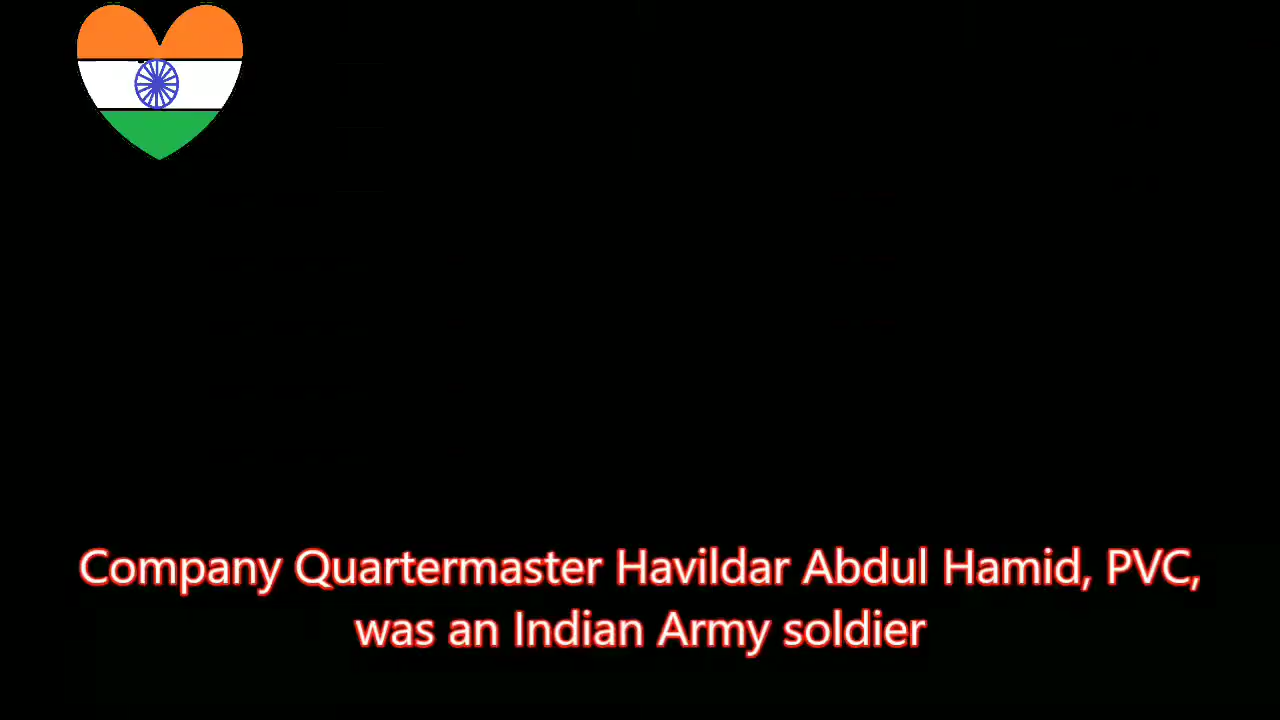 Company Quartermaster Havildar Abdul Hamid, PVC,
was an Indian Army soldier